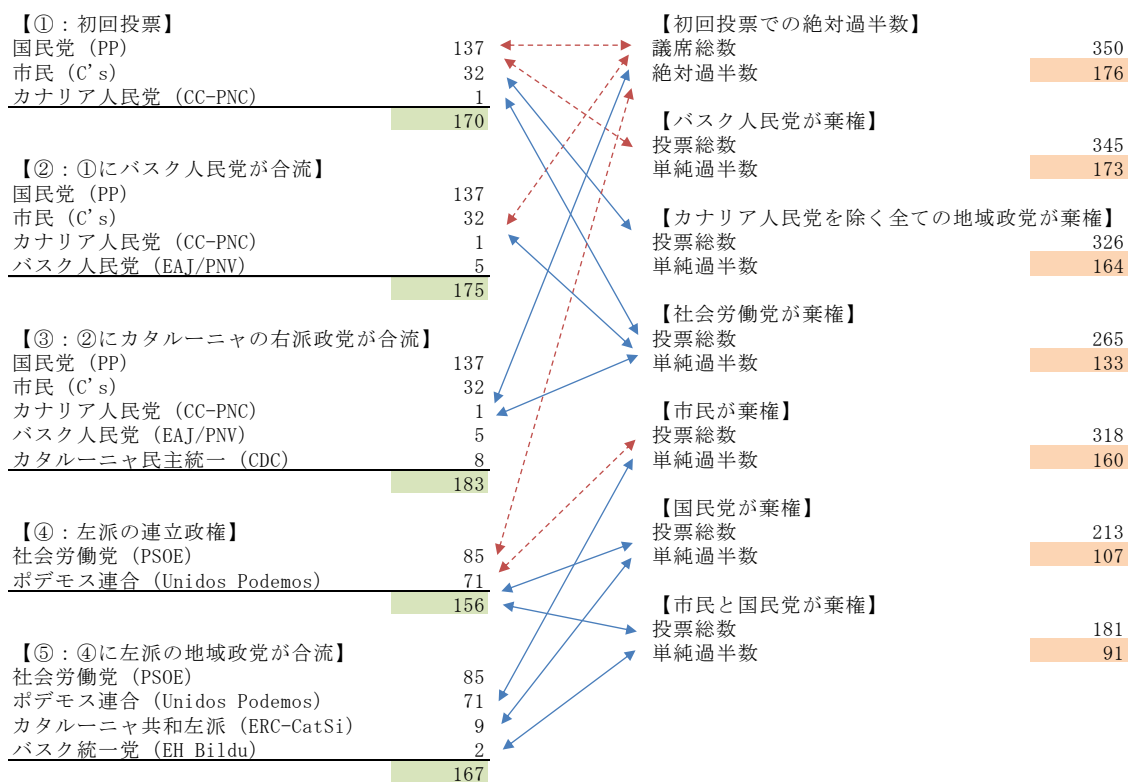 【①：初回投票】
国民党 (PP) 137
市民 (C's) 32
カナリア人民党 (CC-PNC) 1
170
【②：①にバスク人民党が合流】
国民党 (PP) 137
市民 (C's) 32
カナリア人民党 (CC-PNC) 1
バスク人民党 (EAJ/PNV) 5
175
【③：②にカタルーニャの右派政党が合流】
国民党 (PP) 137
市民 (C's) 32
カナリア人民党 (CC-PNC) 1
バスク人民党 (EAJ/PNV) 5
カタルーニャ民主統一 (CDC) 8
183
【④：左派の連立政権】
社会労働党 (PSOE) 85
ポデモス連合 (Unidos Podemos) 71
156
【⑤：④に左派の地域政党が合流】
社会労働党 (PSOE) 85
ポデモス連合 (Unidos Podemos) 71
カタルーニャ共和左派 (ERC-CatSi) 9
バスク統一党 (EH Bildu) 2
167
【初回投票での絶対過半数】
議席総数 350
絶対過半数 176
【バスク人民党が棄権】
投票総数 345
単純過半数 173
【カナリア人民党を除く全ての地域政党が棄権】
投票総数 326
単純過半数 164
【社会労働党が棄権】
投票総数 265
単純過半数 133
【市民が棄権】
投票総数 318
単純過半数 160
【国民党が棄権】
投票総数 213
単純過半数 107
【市民と国民党が棄権】
投票総数 181
単純過半数 91